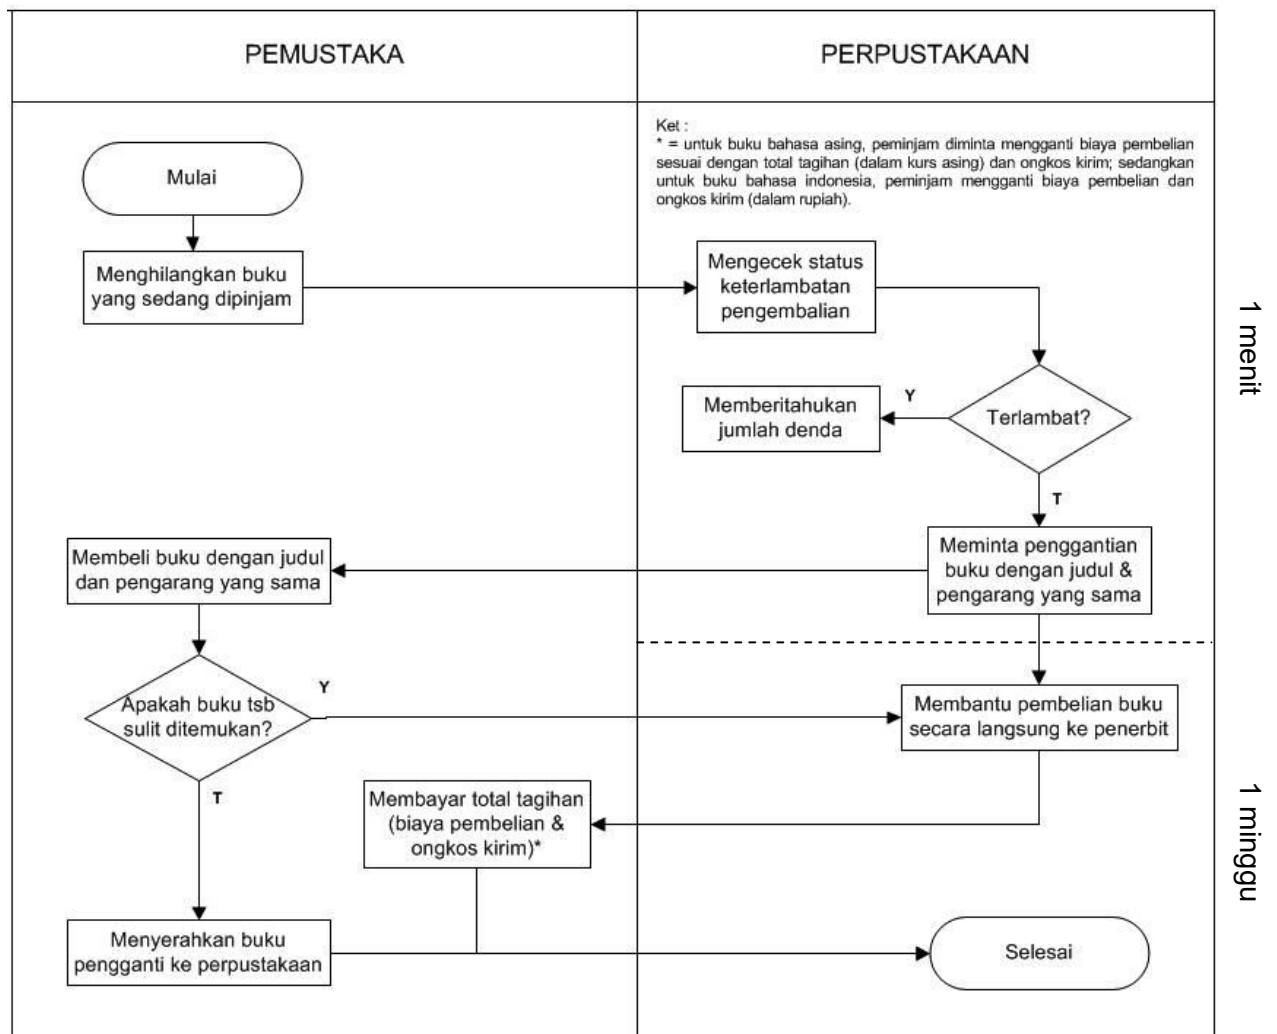 PEMUSTAKA
PERPUSTAKAAN
Ket :
* = untuk buku bahasa asing, peminjam diminta mengganti biaya pembelian
sesuai dengan total tagihan (dalam kurs asing) dan ongkos kirim; sedangkan
untuk buku bahasa indonesia, peminjam mengganti biaya pembelian dan
ongkos kirim (dalam rupiah).
Mulai
Menghilangkan buku
yang sedang dipinjam
Mengecek status
keterlambatan
pengembalian
1 menit
Terlambat?
Y
Memberitahukan
jumlah denda
T
Meminta penggantian
buku dengan judul &
pengarang yang sama
Membeli buku dengan judul
dan pengarang yang sama
Apakah buku tsb
sulit ditemukan?
Y
Membantu pembelian buku
secara langsung ke penerbit
T
Membayar total tagihan
(biaya pembelian &
ongkos kirim)*
1 minggu
Menyerahkan buku
pengganti ke perpustakaan
Selesai